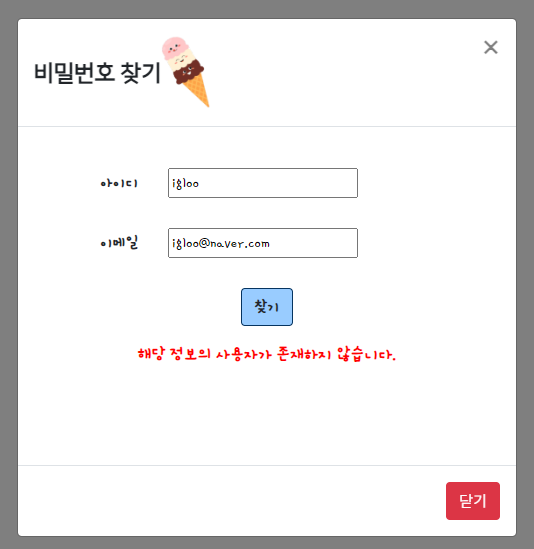 비밀번호 찾기
×
아이디 igloo
이메일 igloo@naver.com
찾기
해당 정보의 사용자가 존재하지 않습니다.
닫기